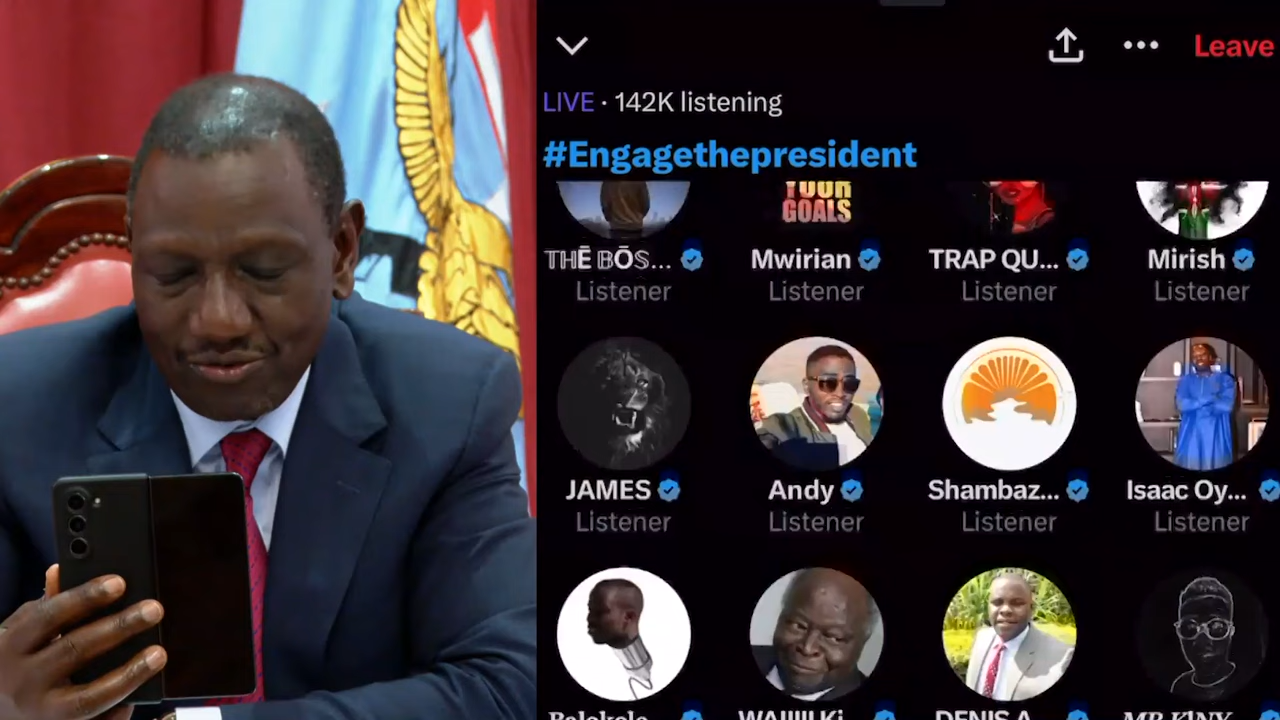 Leave
LIVE · 142K listening
#Engagethepresident
YOUR
GOALS
THĒ BŌS... Mwirian TRAP QU... Mirish
Listener Listener Listener Listener
JAMES Andy Shambaz... Isaac Oy...
Listener Listener Listener Listener
DENIS A